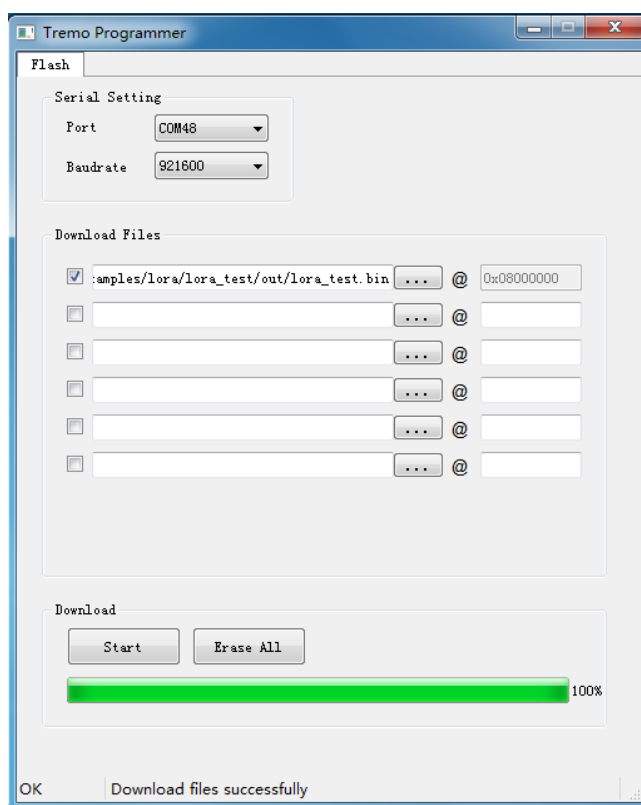 Tremo Programmer
Flash
Serial Setting
Port COM48
Baudrate 921600
Download Files
:amples/lora/lora_test/out/lora_test.bin ... @ 0x08000000
... @
... @
... @
... @
... @
Download
Start Erase All
100%
OK Download files successfully